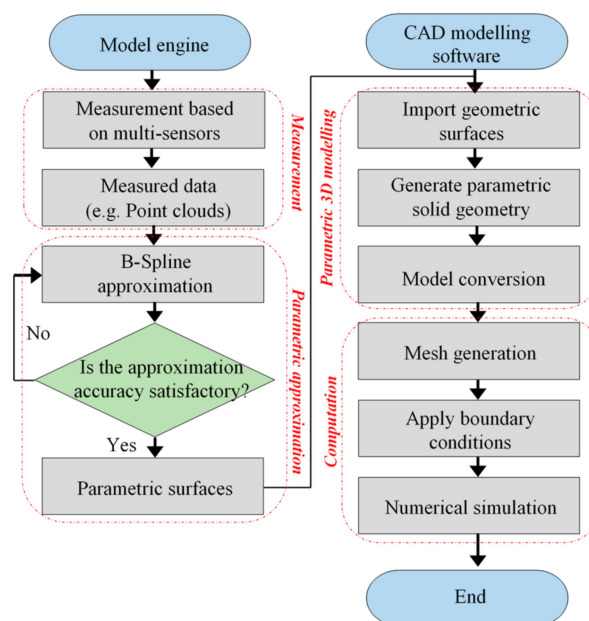 Model engine
Measurement based
on multi-sensors
Measured data
(e.g. Point clouds)
Measurement
B-Spline
approximation
No
Is the approximation
accuracy satisfactory?
Yes
Parametric surfaces
Parametric approximation
CAD modelling
software
Import geometric
surfaces
Generate parametric
solid geometry
Model conversion
Parametric 3D modelling
Mesh generation
Apply boundary
conditions
Numerical simulation
Computation
End